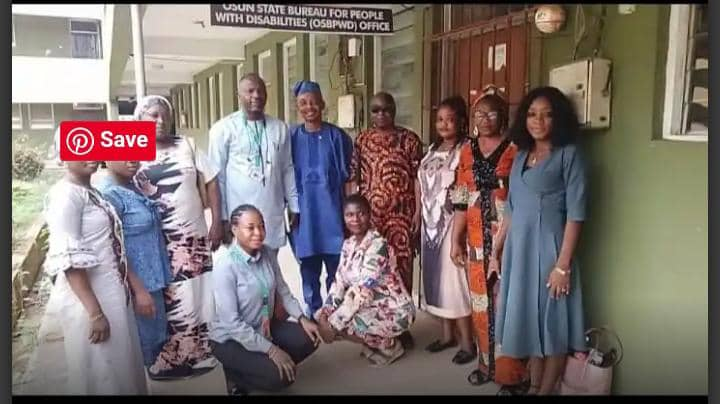 OSUN STATE BUREAU FOR PEOPLE
WITH DISABILITIES (OSBPWD) OFFICE
Save